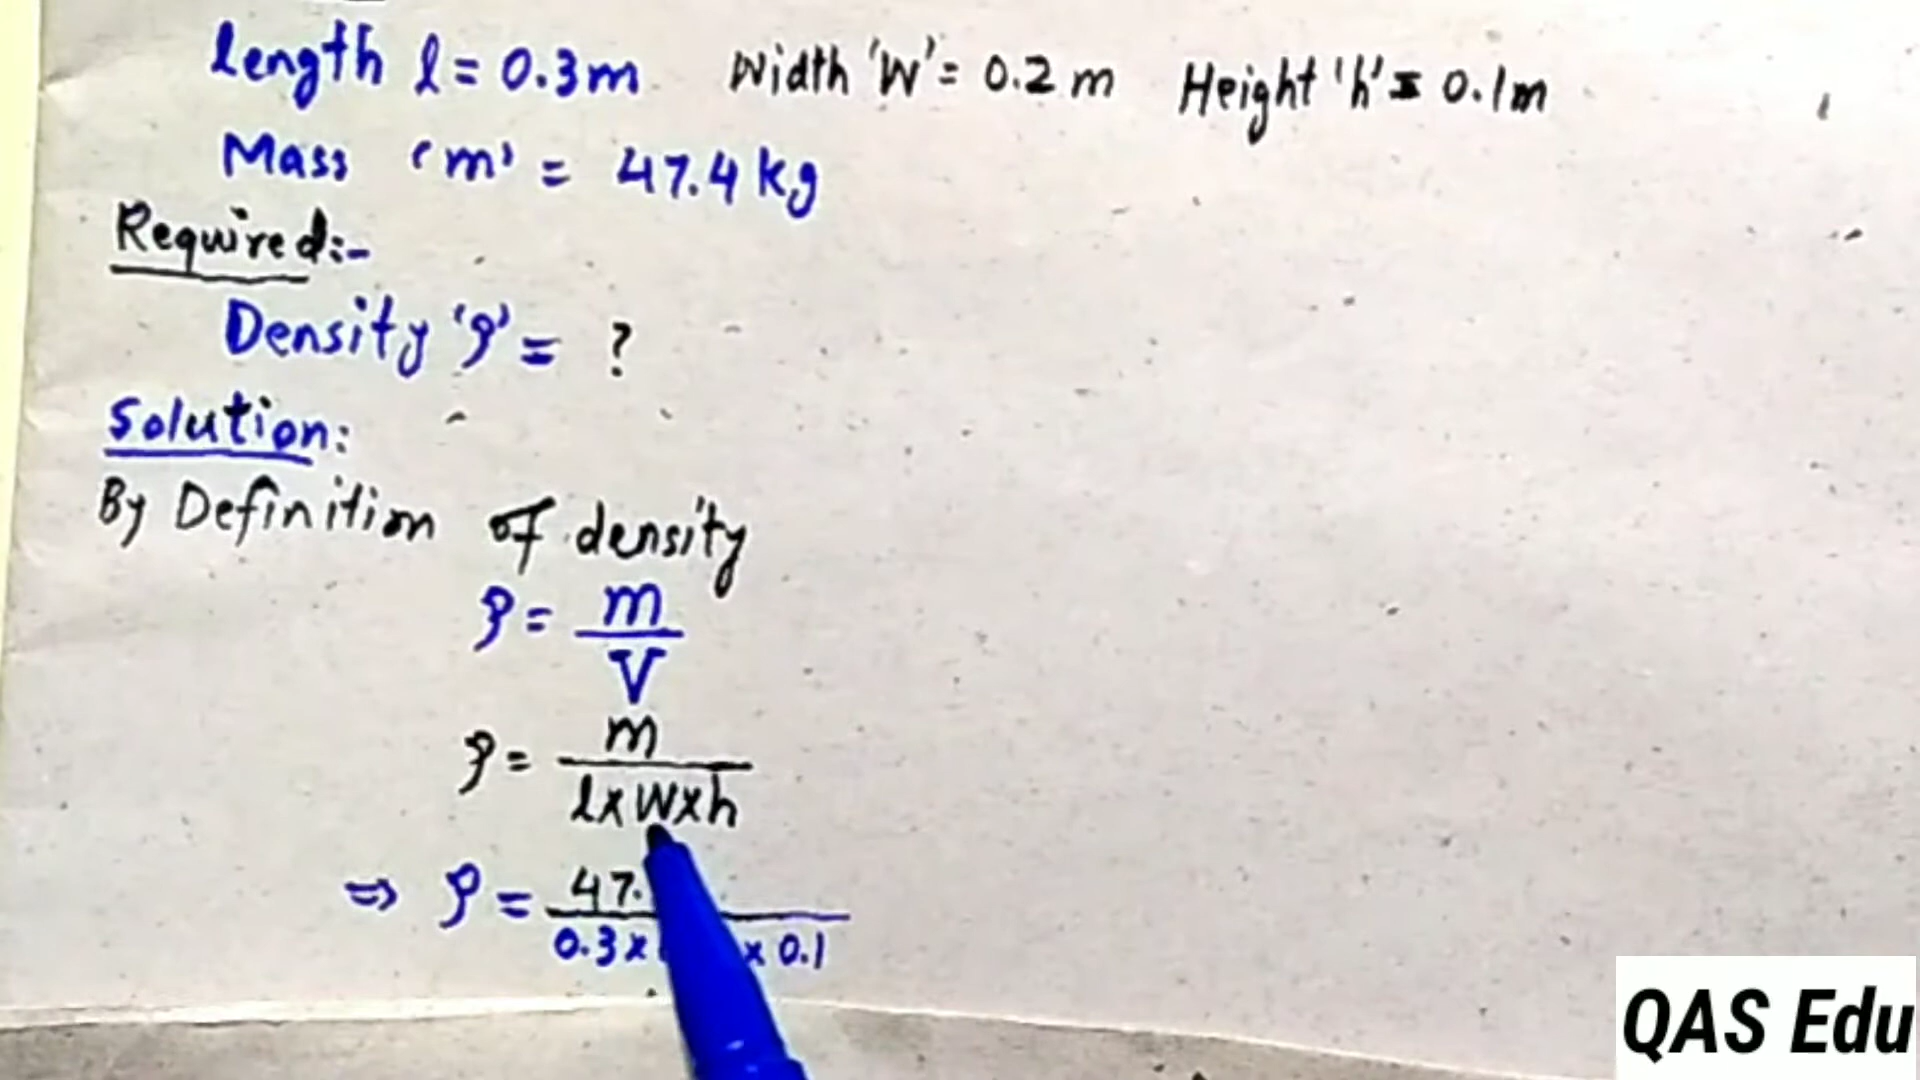 length l = 0.3m Width 'W' = 0.2 m Height 'h' = 0.1m
Mass 'm' = 47.4 kg
Required:-
Density 'ρ' = ?
Solution:
By Definition of density
ρ = m
V
ρ = m
l x W x h
⇒ ρ = 47.
0.3 x x 0.1
QAS Edu